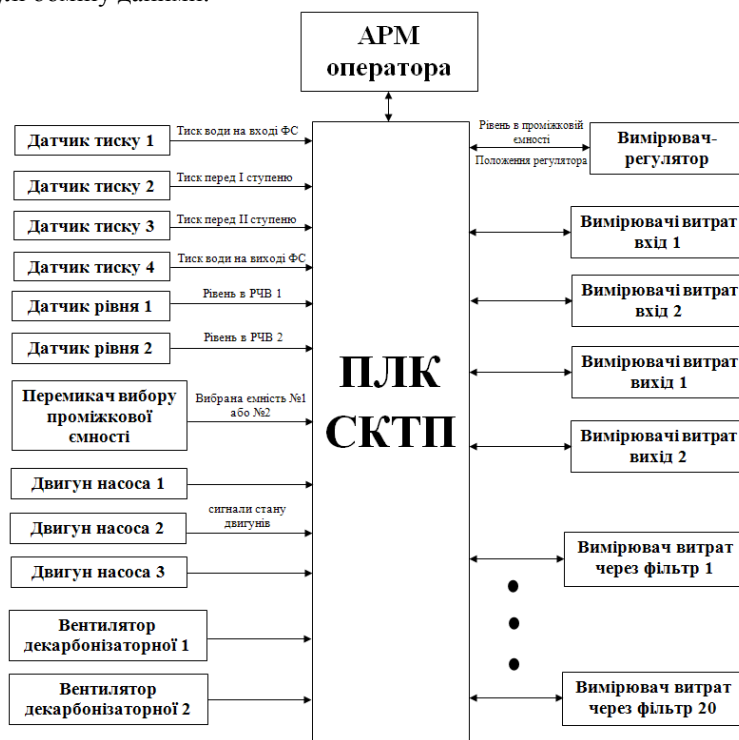 обміну даними.
АРМ
оператора
Датчик тиску 1
Тиск води на вході ФС
Датчик тиску 2
Тиск перед І ступеню
Датчик тиску 3
Тиск перед ІІ ступеню
Датчик тиску 4
Тиск води на виході ФС
Датчик рівня 1
Рівень в РЧВ 1
Датчик рівня 2
Рівень в РЧВ 2
Перемикач вибору
проміжкової
ємності
Вибрана ємність №1
або №2
Двигун насоса 1
Двигун насоса 2
сигнали стану
двигунів
Двигун насоса 3
Вентилятор
декарбонізаторної 1
Вентилятор
декарбонізаторної 2
ПЛК
СКТП
Рівень в проміжковій
ємності
Положення регулятора
Вимірювач-
регулятор
Вимірювачі витрат
вхід 1
Вимірювачі витрат
вхід 2
Вимірювачі витрат
вихід 1
Вимірювачі витрат
вихід 2
Вимірювач витрат
через фільтр 1
Вимірювач витрат
через фільтр 20